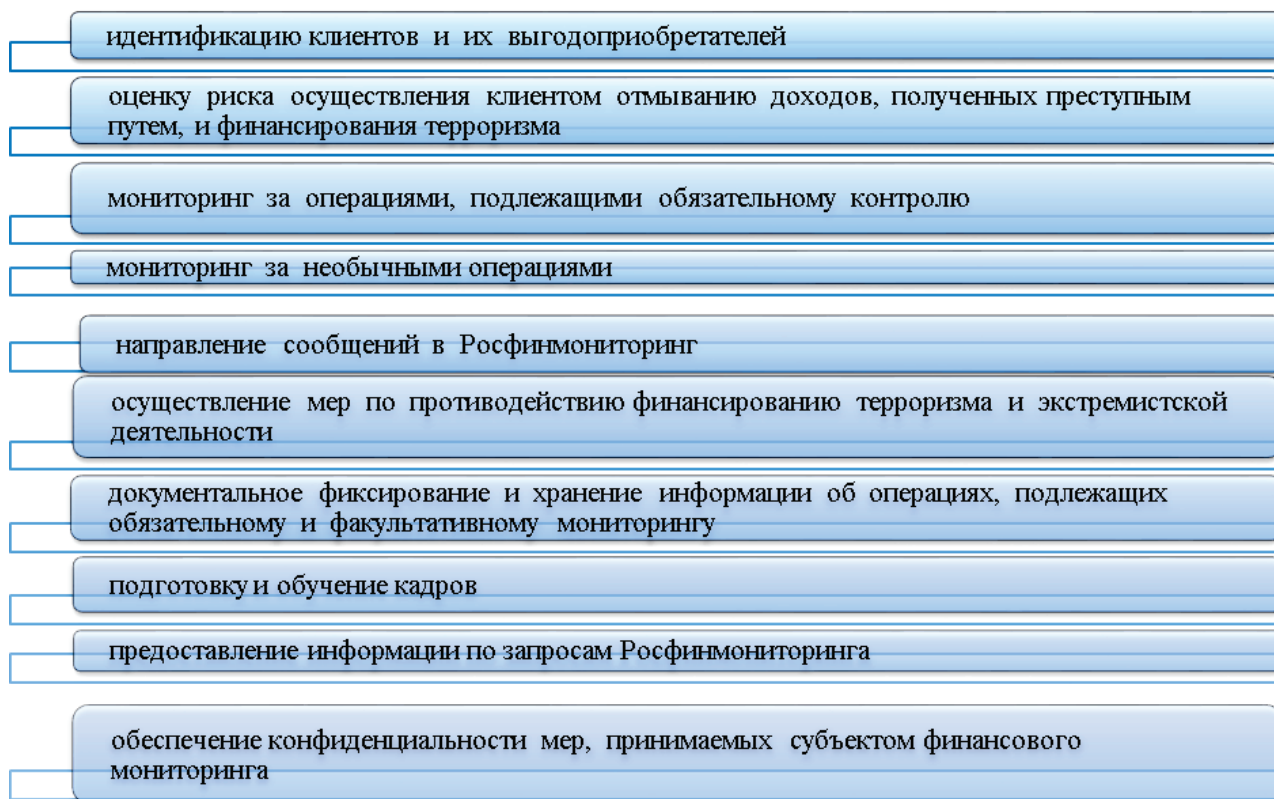 идентификацию клиентов и их выгодоприобретателей
оценку риска осуществления клиентом отмыванию доходов, полученных преступным
путем, и финансирования терроризма
мониторинг за операциями, подлежащими обязательному контролю
мониторинг за необычными операциями
направление сообщений в Росфинмониторинг
осуществление мер по противодействию финансированию терроризма и экстремистской
деятельности
документальное фиксирование и хранение информации об операциях, подлежащих
обязательному и факультативному мониторингу
подготовку и обучение кадров
предоставление информации по запросам Росфинмониторинга
обеспечение конфиденциальности мер, принимаемых субъектом финансового
мониторинга